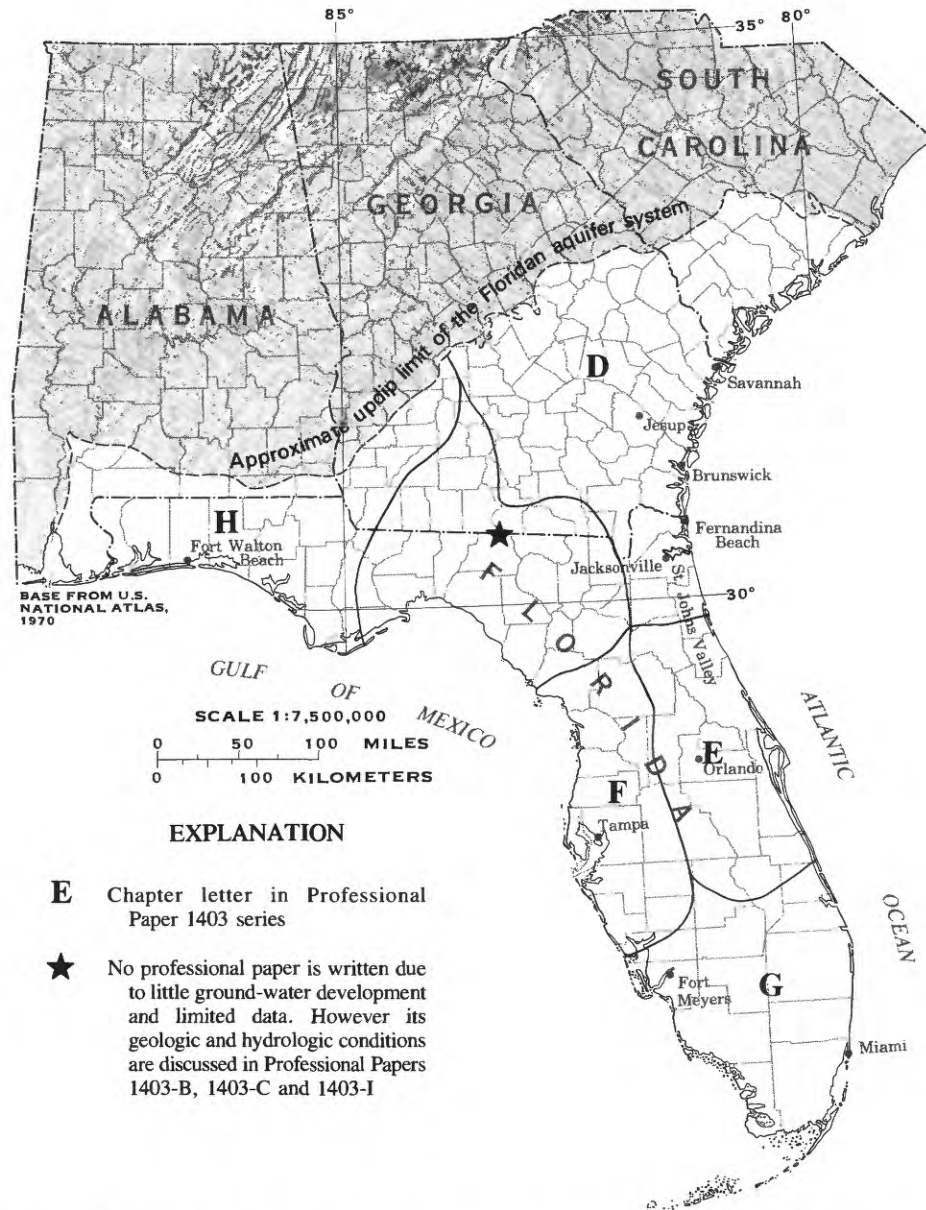 85°
35°
80°
SOUTH
CAROLINA
GEORGIA
ALABAMA
Approximate updip limit of the Floridan aquifer system
D
Savannah
Jesup
Brunswick
H
Fort Walton
Beach
Fernandina
Beach
Jacksonville
St Johns Valley
FLORIDA
30°
BASE FROM U.S.
NATIONAL ATLAS,
1970
GULF
OF
MEXICO
ATLANTIC
OCEAN
SCALE 1:7,500,000
0 50 100 MILES
0 100 KILOMETERS
E
Orlando
F
Tampa
G
Fort
Meyers
Miami
EXPLANATION
E Chapter letter in Professional
Paper 1403 series
★ No professional paper is written due
to little ground-water development
and limited data. However its
geologic and hydrologic conditions
are discussed in Professional Papers
1403-B, 1403-C and 1403-I